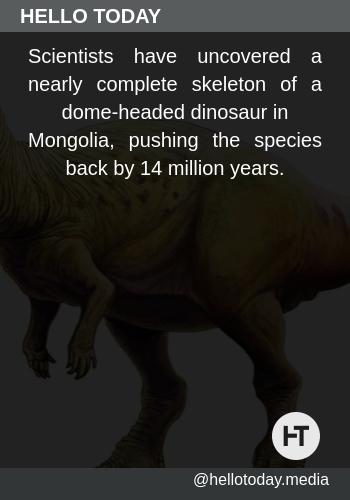 HELLO TODAY
Scientists have uncovered a
nearly complete skeleton of a
dome-headed dinosaur in
Mongolia, pushing the species
back by 14 million years.
HT
@hellotoday.media